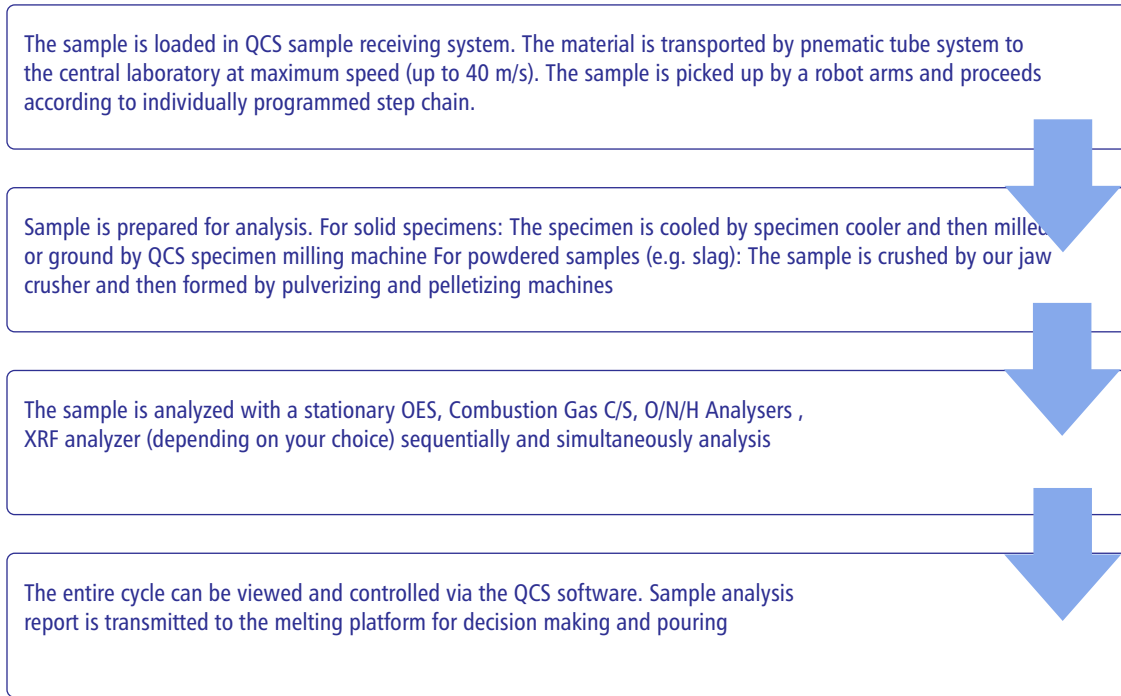 The sample is loaded in QCS sample receiving system. The material is transported by pnematic tube system to
the central laboratory at maximum speed (up to 40 m/s). The sample is picked up by a robot arms and proceeds
according to individually programmed step chain.
Sample is prepared for analysis. For solid specimens: The specimen is cooled by specimen cooler and then milled
or ground by QCS specimen milling machine For powdered samples (e.g. slag): The sample is crushed by our jaw
crusher and then formed by pulverizing and pelletizing machines
The sample is analyzed with a stationary OES, Combustion Gas C/S, O/N/H Analysers ,
XRF analyzer (depending on your choice) sequentially and simultaneously analysis
The entire cycle can be viewed and controlled via the QCS software. Sample analysis
report is transmitted to the melting platform for decision making and pouring